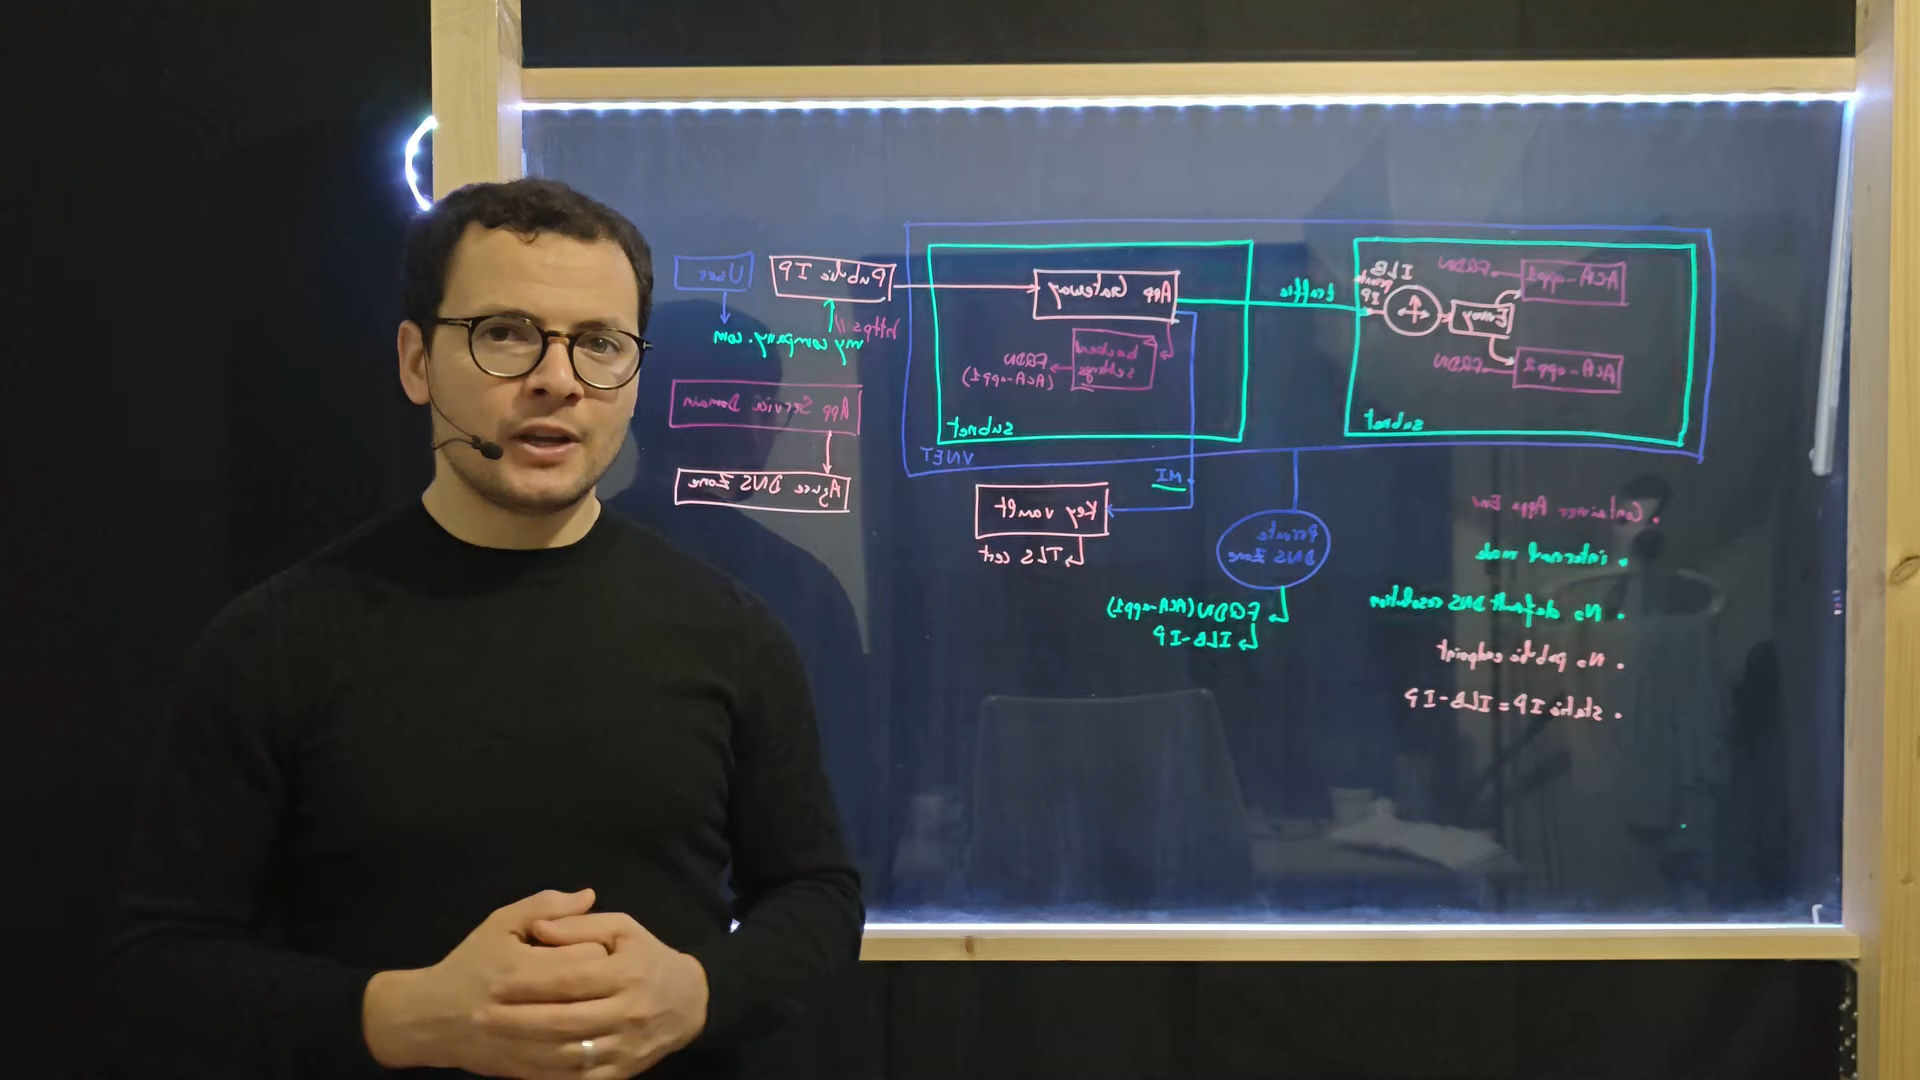 User
Public IP
https://
mycompany.com
App Service Domain
Azure DNS Zone
App Gateway
backend
settings
FQDN
(ACA-app1)
subnet
VNET
MI
Key vault
TLS cert
Private
DNS Zone
FQDN(ACA-app1)
ILB-IP
traffic
ILB
private
IP
Envoy
FQDN
ACA-app1
FQDN
ACA-app2
subnet
• Container Apps Env
• internal mode
• No default DNS resolution
• No public endpoint
• static IP = ILB-IP